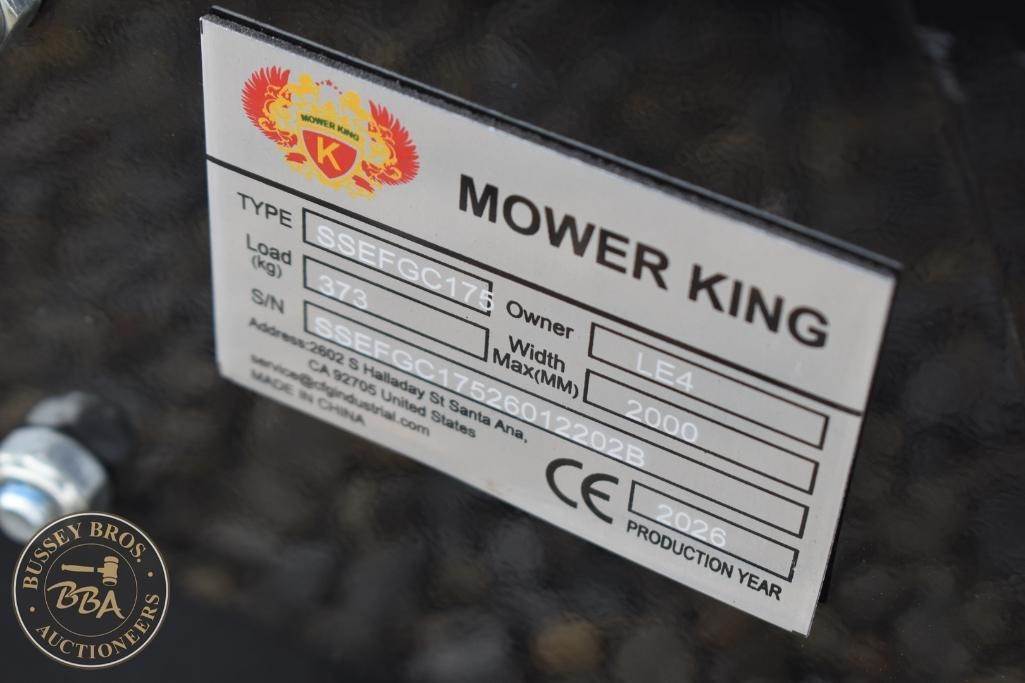 MOWER KING
K
MOWER KING
TYPE SSEFGC175 Owner LE4
Load (kg) 373 Width Max(MM) 2000
S/N SSEFGC17526012202B
Address:2602 S Halladay St Santa Ana,
CA 92705 United States
service@cfgindustrial.com
MADE IN CHINA
CE 2026
PRODUCTION YEAR
BUSSEY BROS.
BBA
AUCTIONEERS